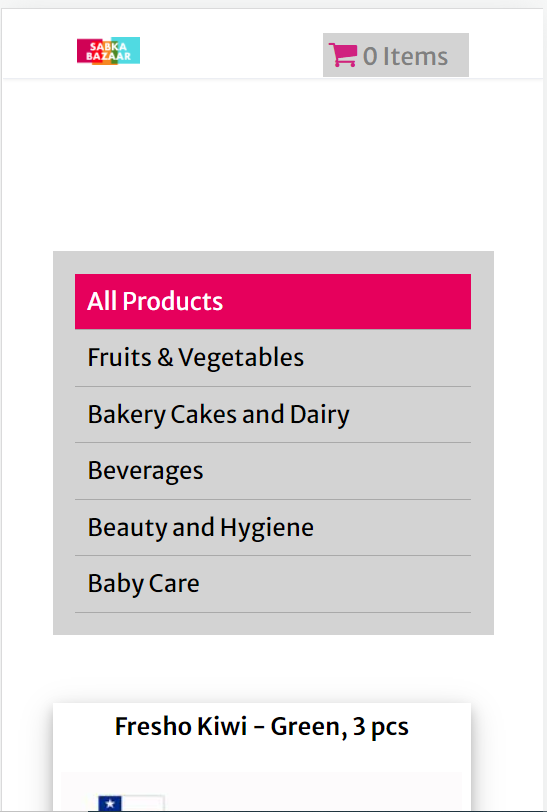 SABKA
BAZAAR
0 Items
All Products
Fruits & Vegetables
Bakery Cakes and Dairy
Beverages
Beauty and Hygiene
Baby Care
Fresho Kiwi - Green, 3 pcs